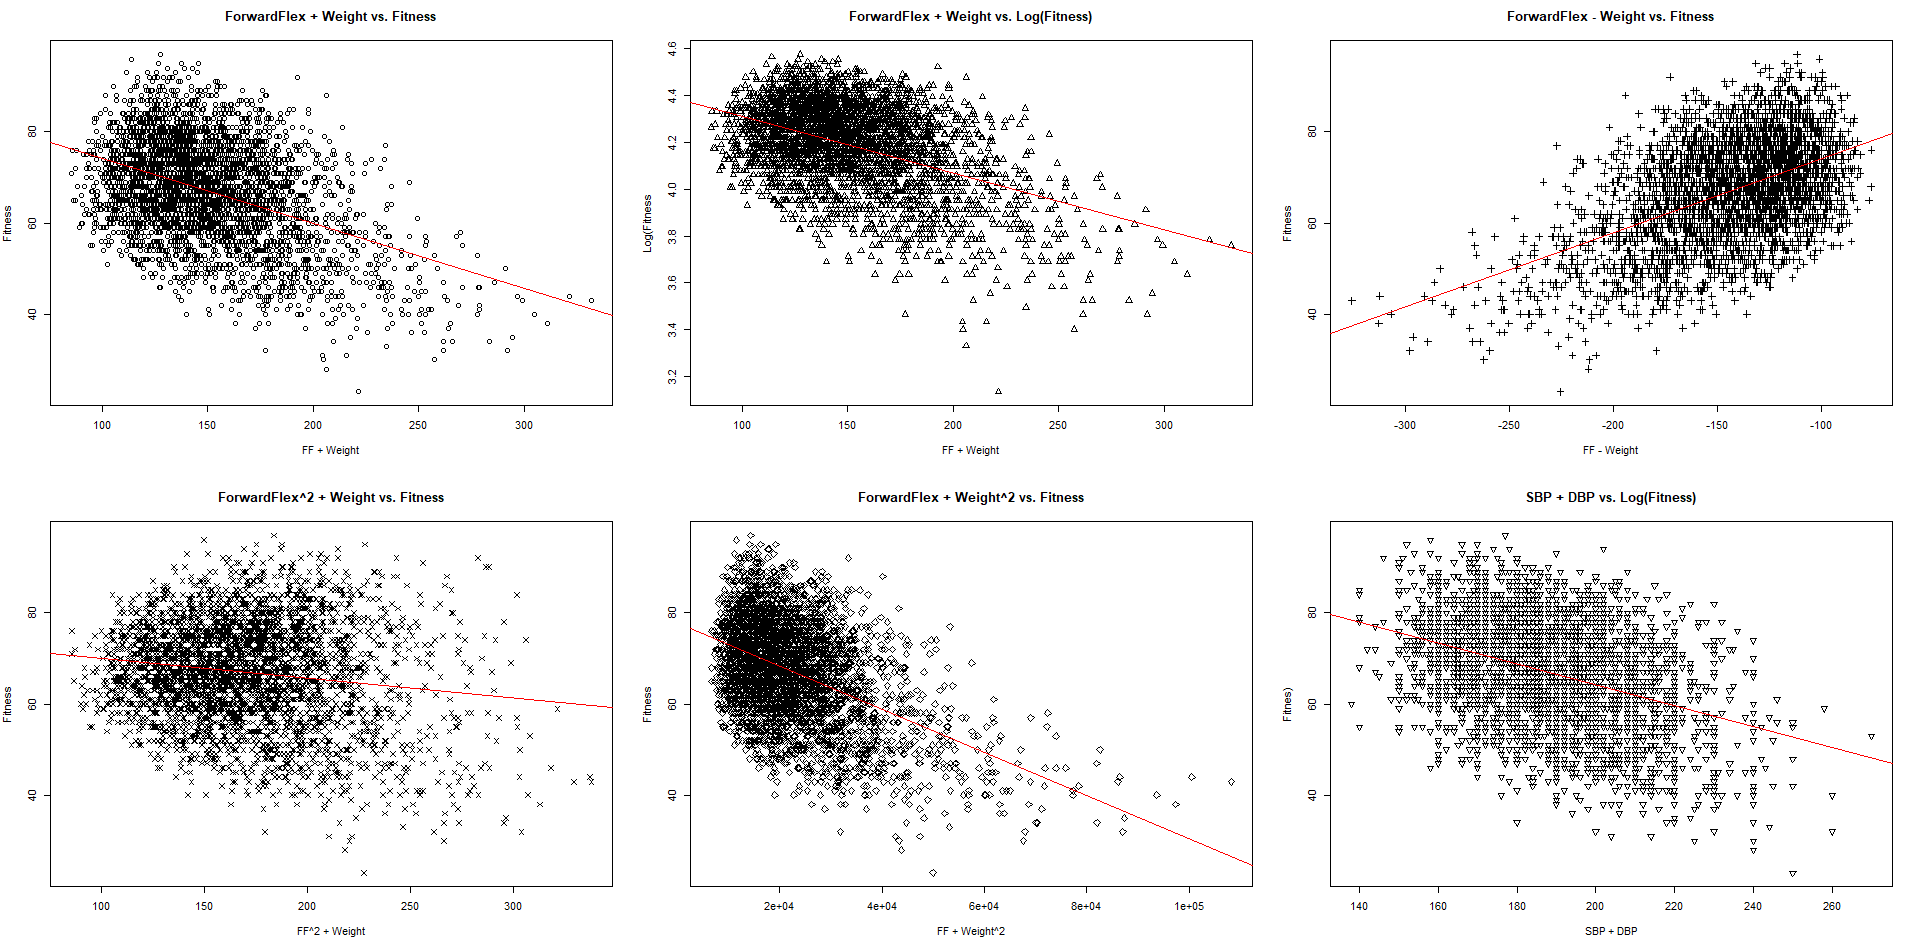 ForwardFlex + Weight vs. Fitness
Fitness
80
60
40
100 150 200 250 300
FF + Weight
ForwardFlex + Weight vs. Log(Fitness)
Log(Fitness
4.6
4.4
4.2
4.0
3.8
3.6
3.4
3.2
100 150 200 250 300
FF + Weight
ForwardFlex - Weight vs. Fitness
Fitness
80
60
40
-300 -250 -200 -150 -100
FF - Weight
ForwardFlex^2 + Weight vs. Fitness
Fitness
80
60
40
100 150 200 250 300
FF^2 + Weight
ForwardFlex + Weight^2 vs. Fitness
Fitness
80
60
40
2e+04 4e+04 6e+04 8e+04 1e+05
FF + Weight^2
SBP + DBP vs. Log(Fitness)
Fitness)
80
60
40
140 160 180 200 220 240 260
SBP + DBP